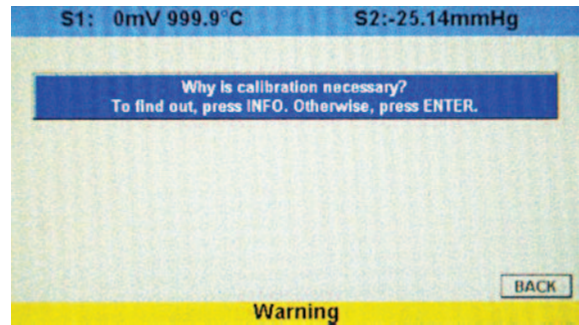 S1: 0mV 999.9°C S2:-25.14mmHg
Why is calibration necessary?
To find out, press INFO. Otherwise, press ENTER.
BACK
Warning